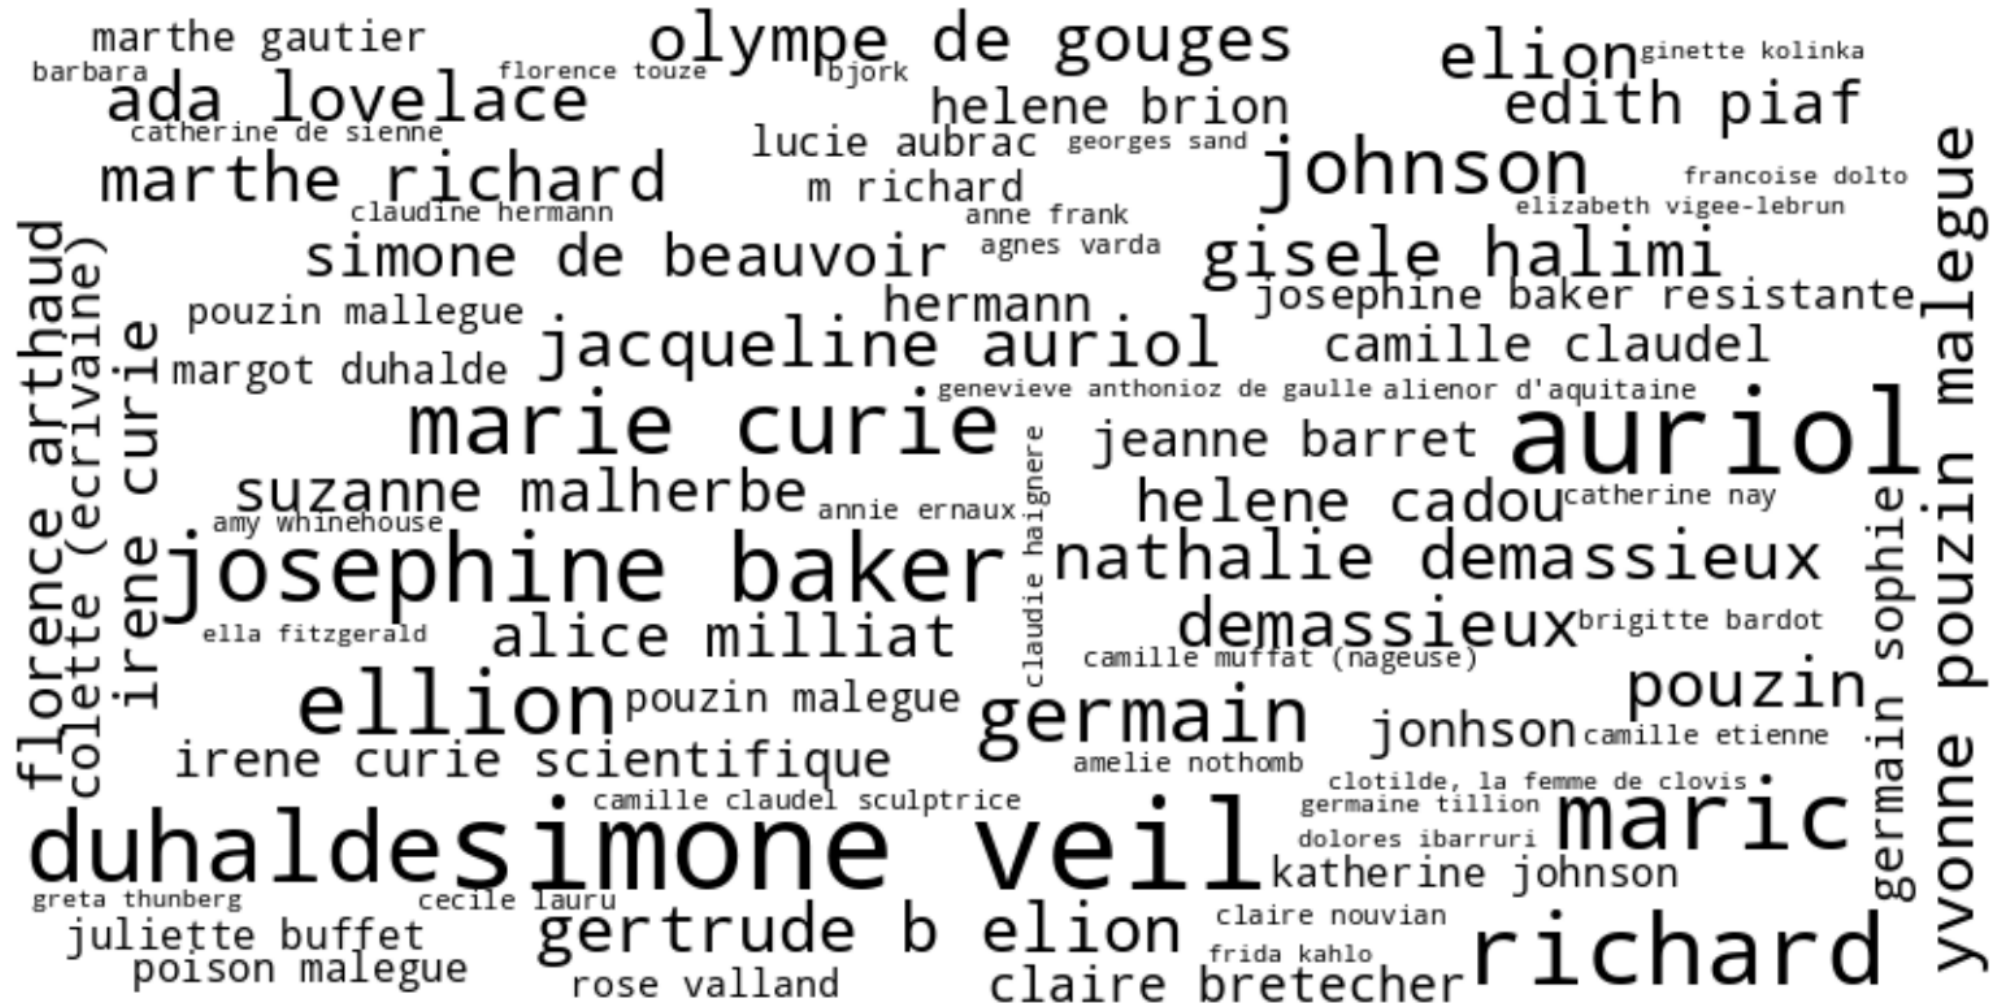 marthe gautier
olympe de gouges
elion
ginette kolinka
barbara
florence touze
bjork
ada lovelace
helene brion
edith piaf
catherine de sienne
lucie aubrac
georges sand
johnson
marthe richard
m richard
francoise dolto
claudine hermann
anne frank
elizabeth vigee-lebrun
simone de beauvoir
agnes varda
gisele halimi
pouzin mallegue
hermann
josephine baker resistante
jacqueline auriol
camille claudel
margot duhalde
genevieve anthonioz de gaulle
alienor d'aquitaine
marie curie
jeanne barret
auriol
suzanne malherbe
annie ernaux
helene cadou
catherine nay
amy whinehouse
josephine baker
claudie haignere
nathalie demassieux
ella fitzgerald
alice milliat
demassieux
brigitte bardot
camille muffat (nageuse)
ellion
pouzin malegue
germain
pouzin
jonhson
camille etienne
irene curie scientifique
amelie nothomb
clotilde, la femme de clovis
camille claudel sculptrice
germaine tillion
maric
duhalde
simone veil
dolores ibarruri
katherine johnson
greta thunberg
cecile lauru
juliette buffet
gertrude b elion
claire nouvian
richard
poison malegue
rose valland
frida kahlo
claire bretecher
florence arthaud
colette (ecrivaine)
irene curie
germain sophie
yvonne pouzin malegue